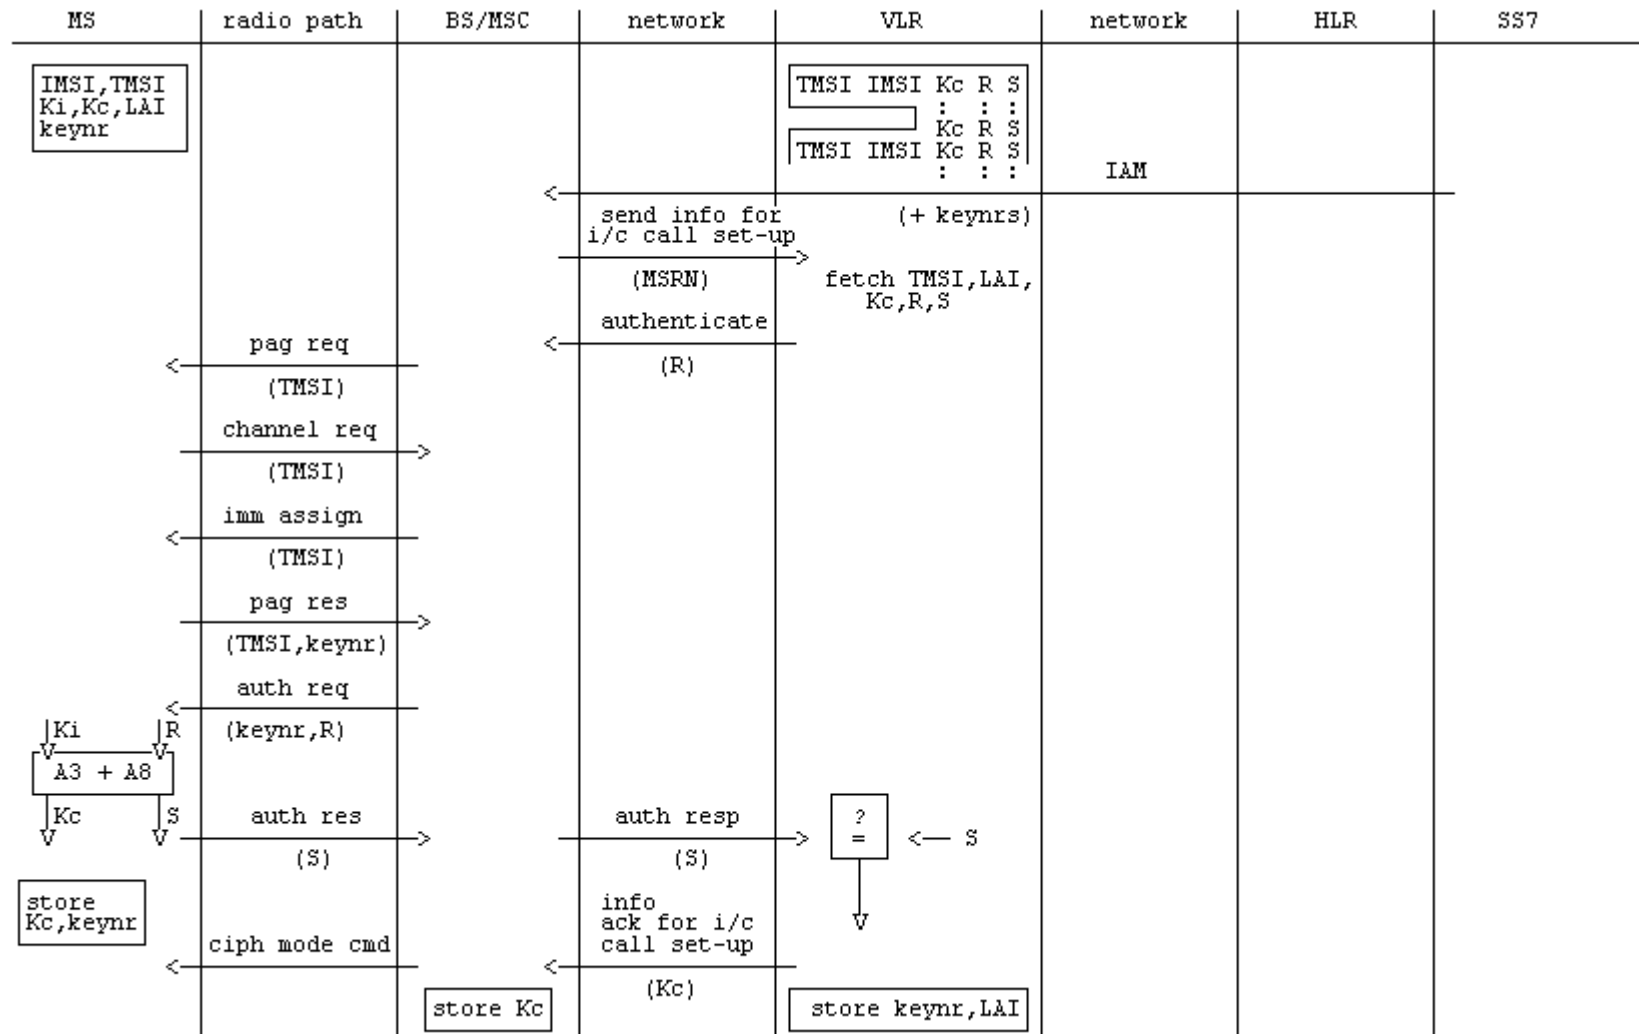 MS radio path BS/MSC network VLR network HLR SS7
IMSI,TMSI
Ki,Kc,LAI
keynr
TMSI IMSI Kc R S
: : :
Kc R S
TMSI IMSI Kc R S
: : :
IAM
send info for
i/c call set-up
(+ keynrs)
(MSRN)
fetch TMSI,LAI,
Kc,R,S
authenticate
(R)
pag req
(TMSI)
channel req
(TMSI)
imm assign
(TMSI)
pag res
(TMSI,keynr)
auth req
(keynr,R)
Ki R
A3 + A8
Kc S
auth res
(S)
auth resp
(S)
?
=
S
store
Kc,keynr
info
ack for i/c
call set-up
ciph mode cmd
(Kc)
store Kc
store keynr,LAI